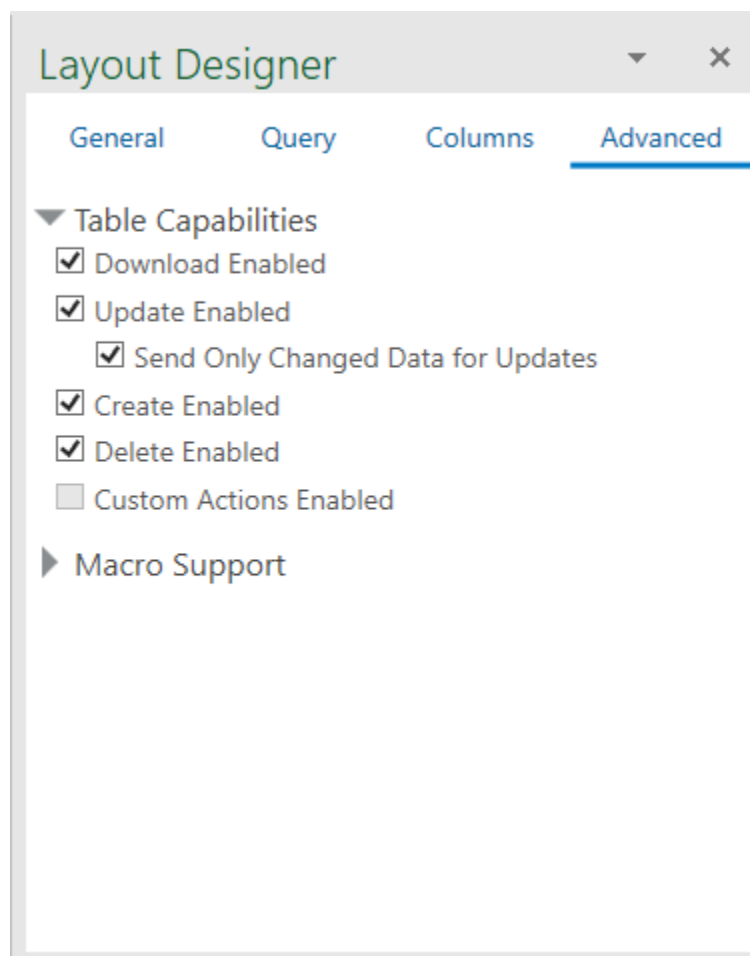 Layout Designer
General Query Columns Advanced
Table Capabilities
Download Enabled
Update Enabled
Send Only Changed Data for Updates
Create Enabled
Delete Enabled
Custom Actions Enabled
Macro Support